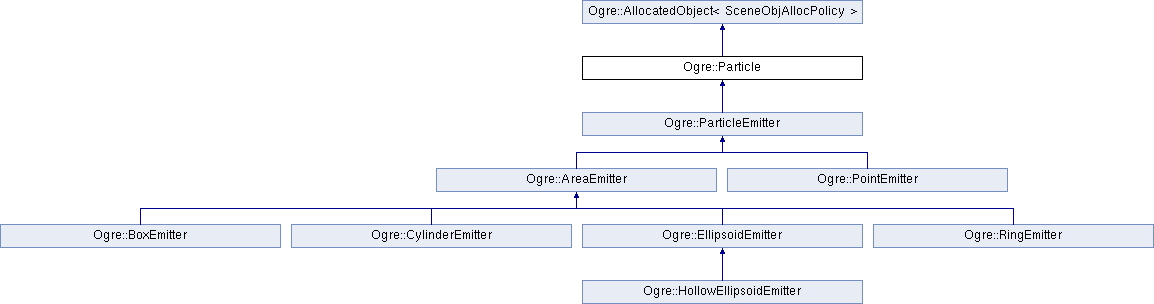 Ogre::AllocatedObject< SceneObjAllocPolicy >
Ogre::Particle
Ogre::ParticleEmitter
Ogre::AreaEmitter
Ogre::PointEmitter
Ogre::BoxEmitter
Ogre::CylinderEmitter
Ogre::EllipsoidEmitter
Ogre::RingEmitter
Ogre::HollowEllipsoidEmitter